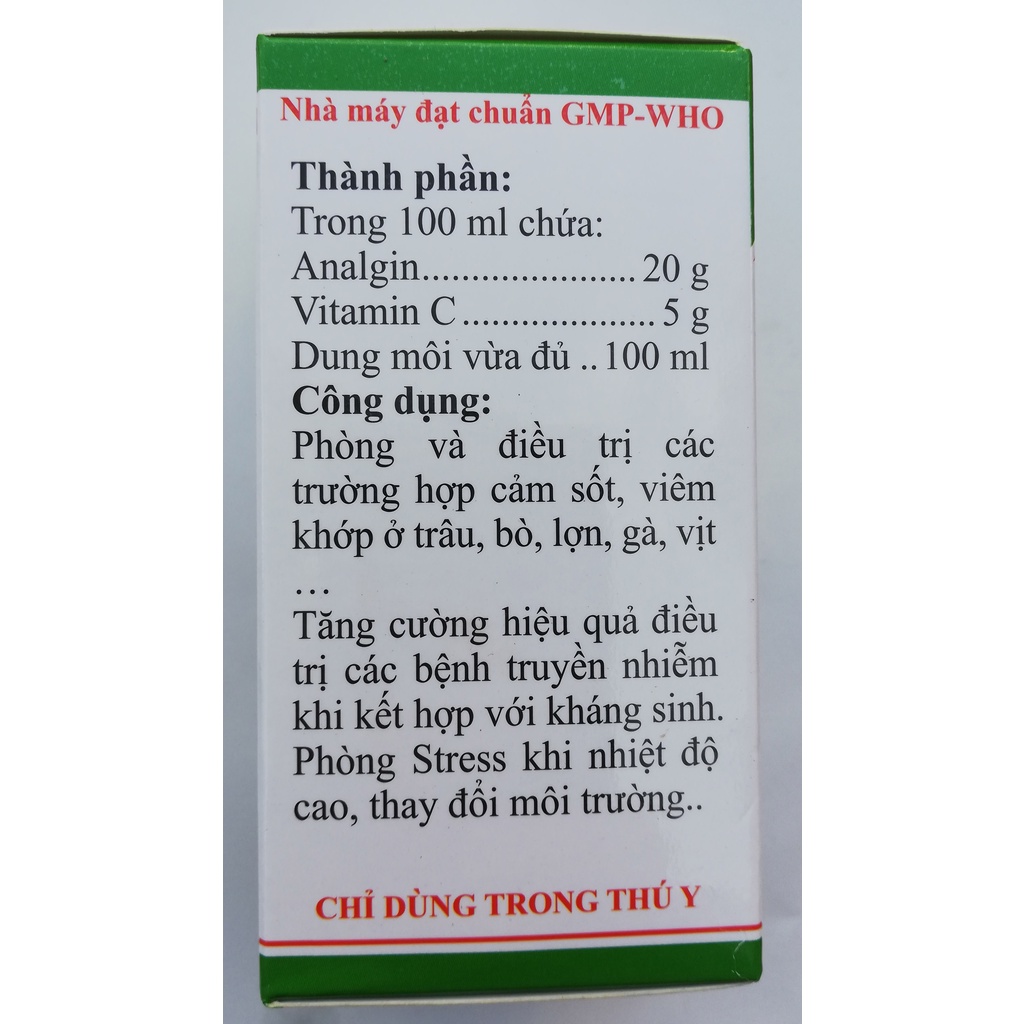 Nhà máy đạt chuẩn GMP-WHO
Thành phần:
Trong 100 ml chứa:
Analgin...................... 20 g
Vitamin C.................... 5 g
Dung môi vừa đủ ..100 ml
Công dụng:
Phòng và điều trị các
trường hợp cảm sốt, viêm
khớp ở trâu, bò, lợn, gà, vịt
…
Tăng cường hiệu quả điều
trị các bệnh truyền nhiễm
khi kết hợp với kháng sinh.
Phòng Stress khi nhiệt độ
cao, thay đổi môi trường..
CHỈ DÙNG TRONG THÚ Y